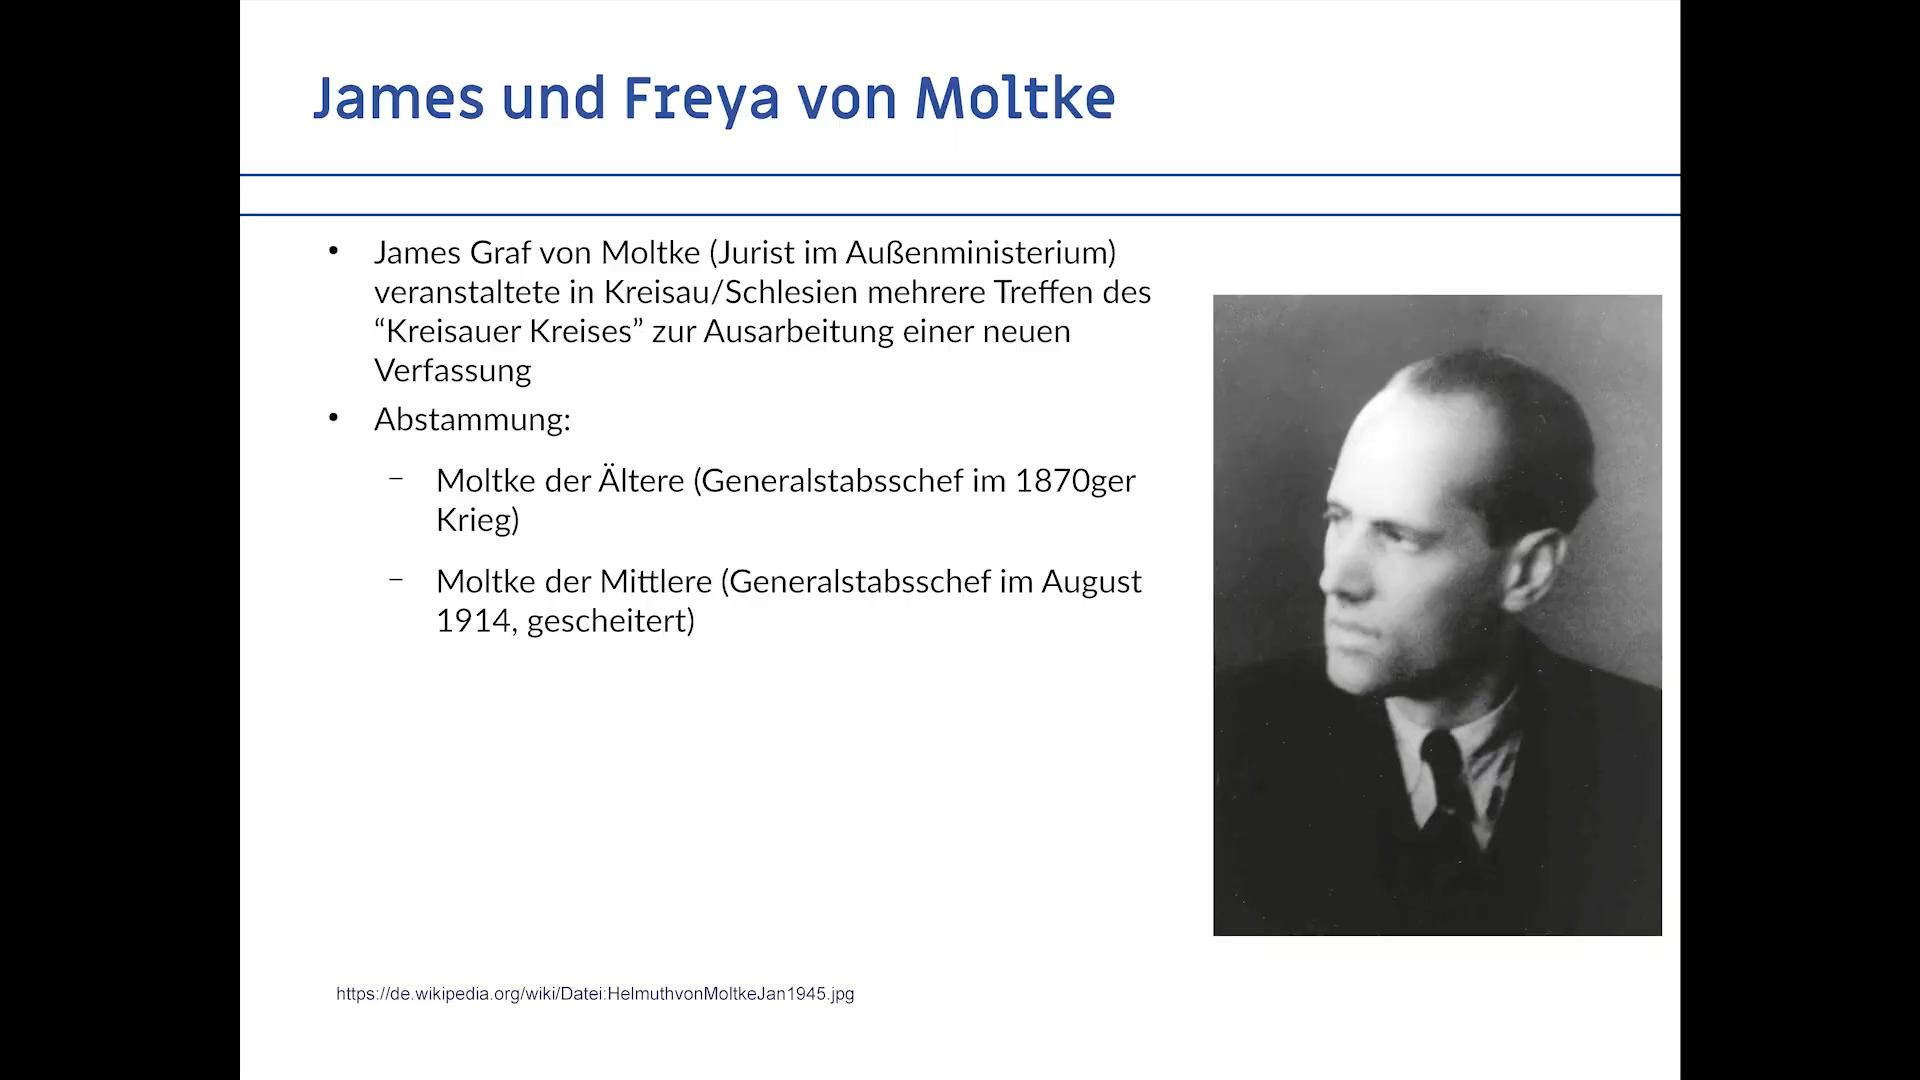 James und Freya von Moltke
• James Graf von Moltke (Jurist im Außenministerium)
veranstaltete in Kreisau/Schlesien mehrere Treffen des
“Kreisauer Kreises” zur Ausarbeitung einer neuen
Verfassung
• Abstammung:
– Moltke der Ältere (Generalstabsschef im 1870ger
Krieg)
– Moltke der Mittlere (Generalstabsschef im August
1914, gescheitert)
https://de.wikipedia.org/wiki/Datei:HelmuthvonMoltkeJan1945.jpg